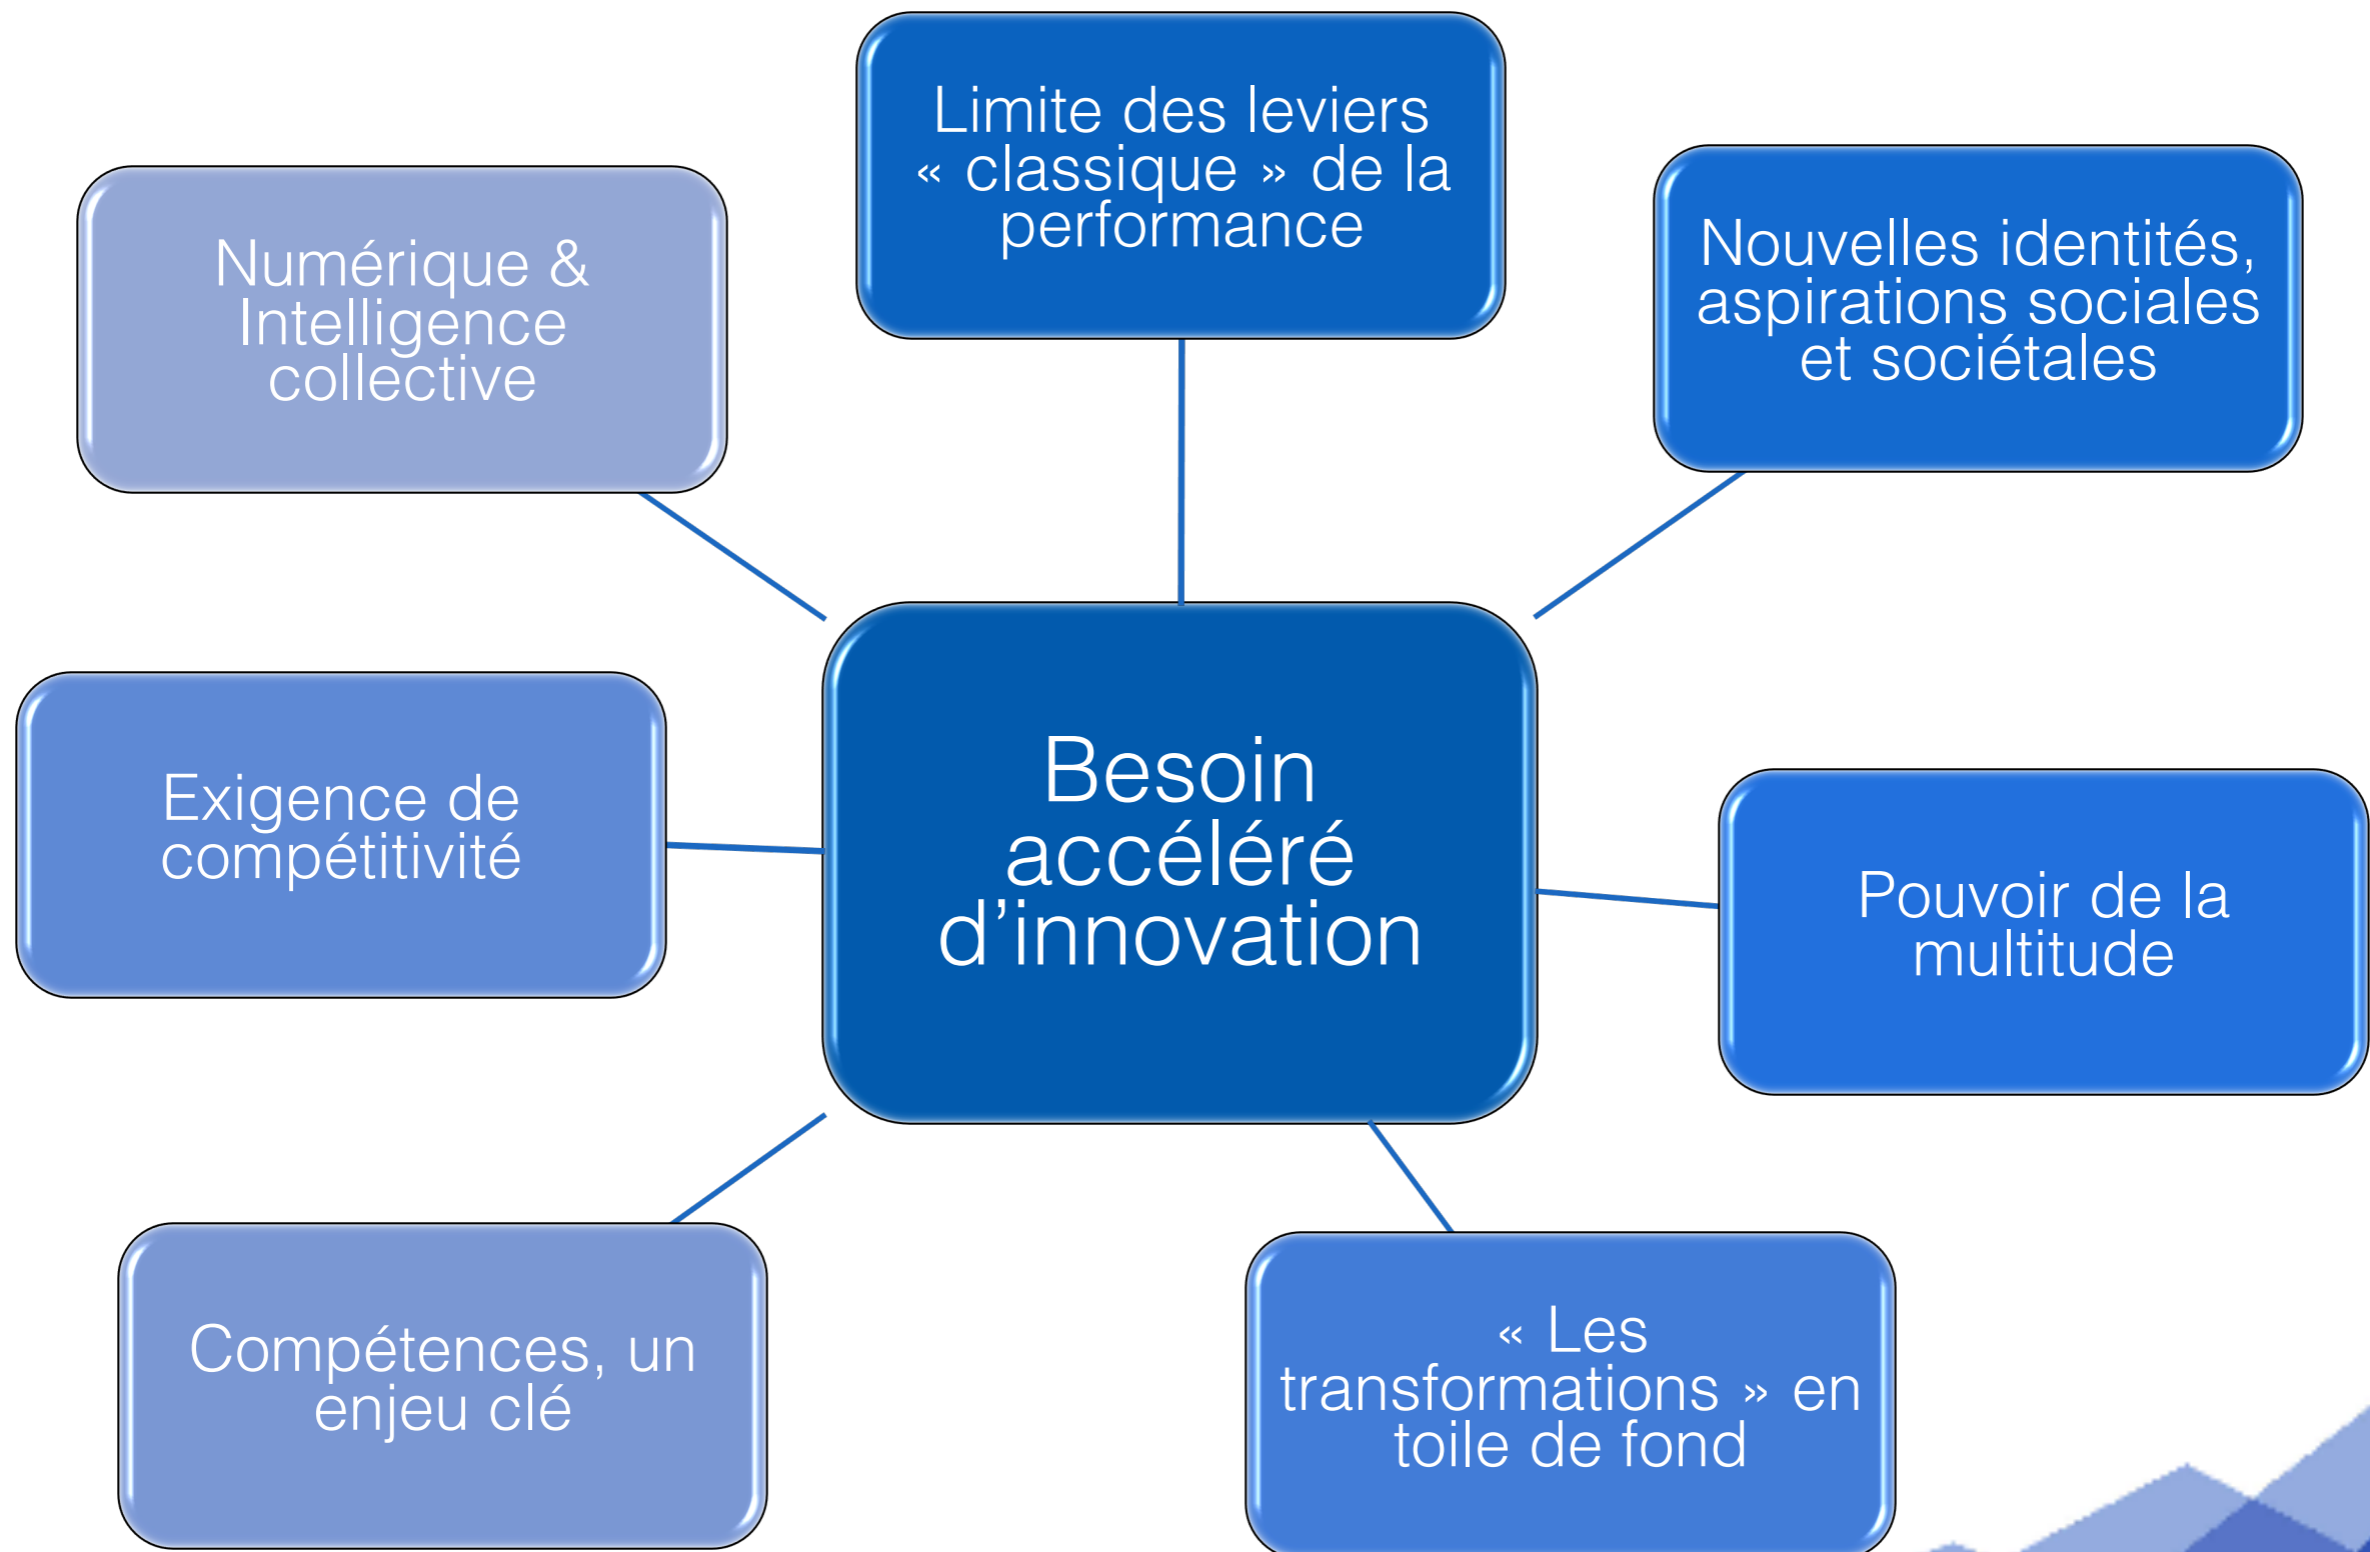 Limite des leviers
« classique » de la
performance
Nouvelles identités,
aspirations sociales
et sociétales
Numérique &
Intelligence
collective
Besoin
accéléré
d’innovation
Exigence de
compétitivité
Pouvoir de la
multitude
Compétences, un
enjeu clé
« Les
transformations » en
toile de fond